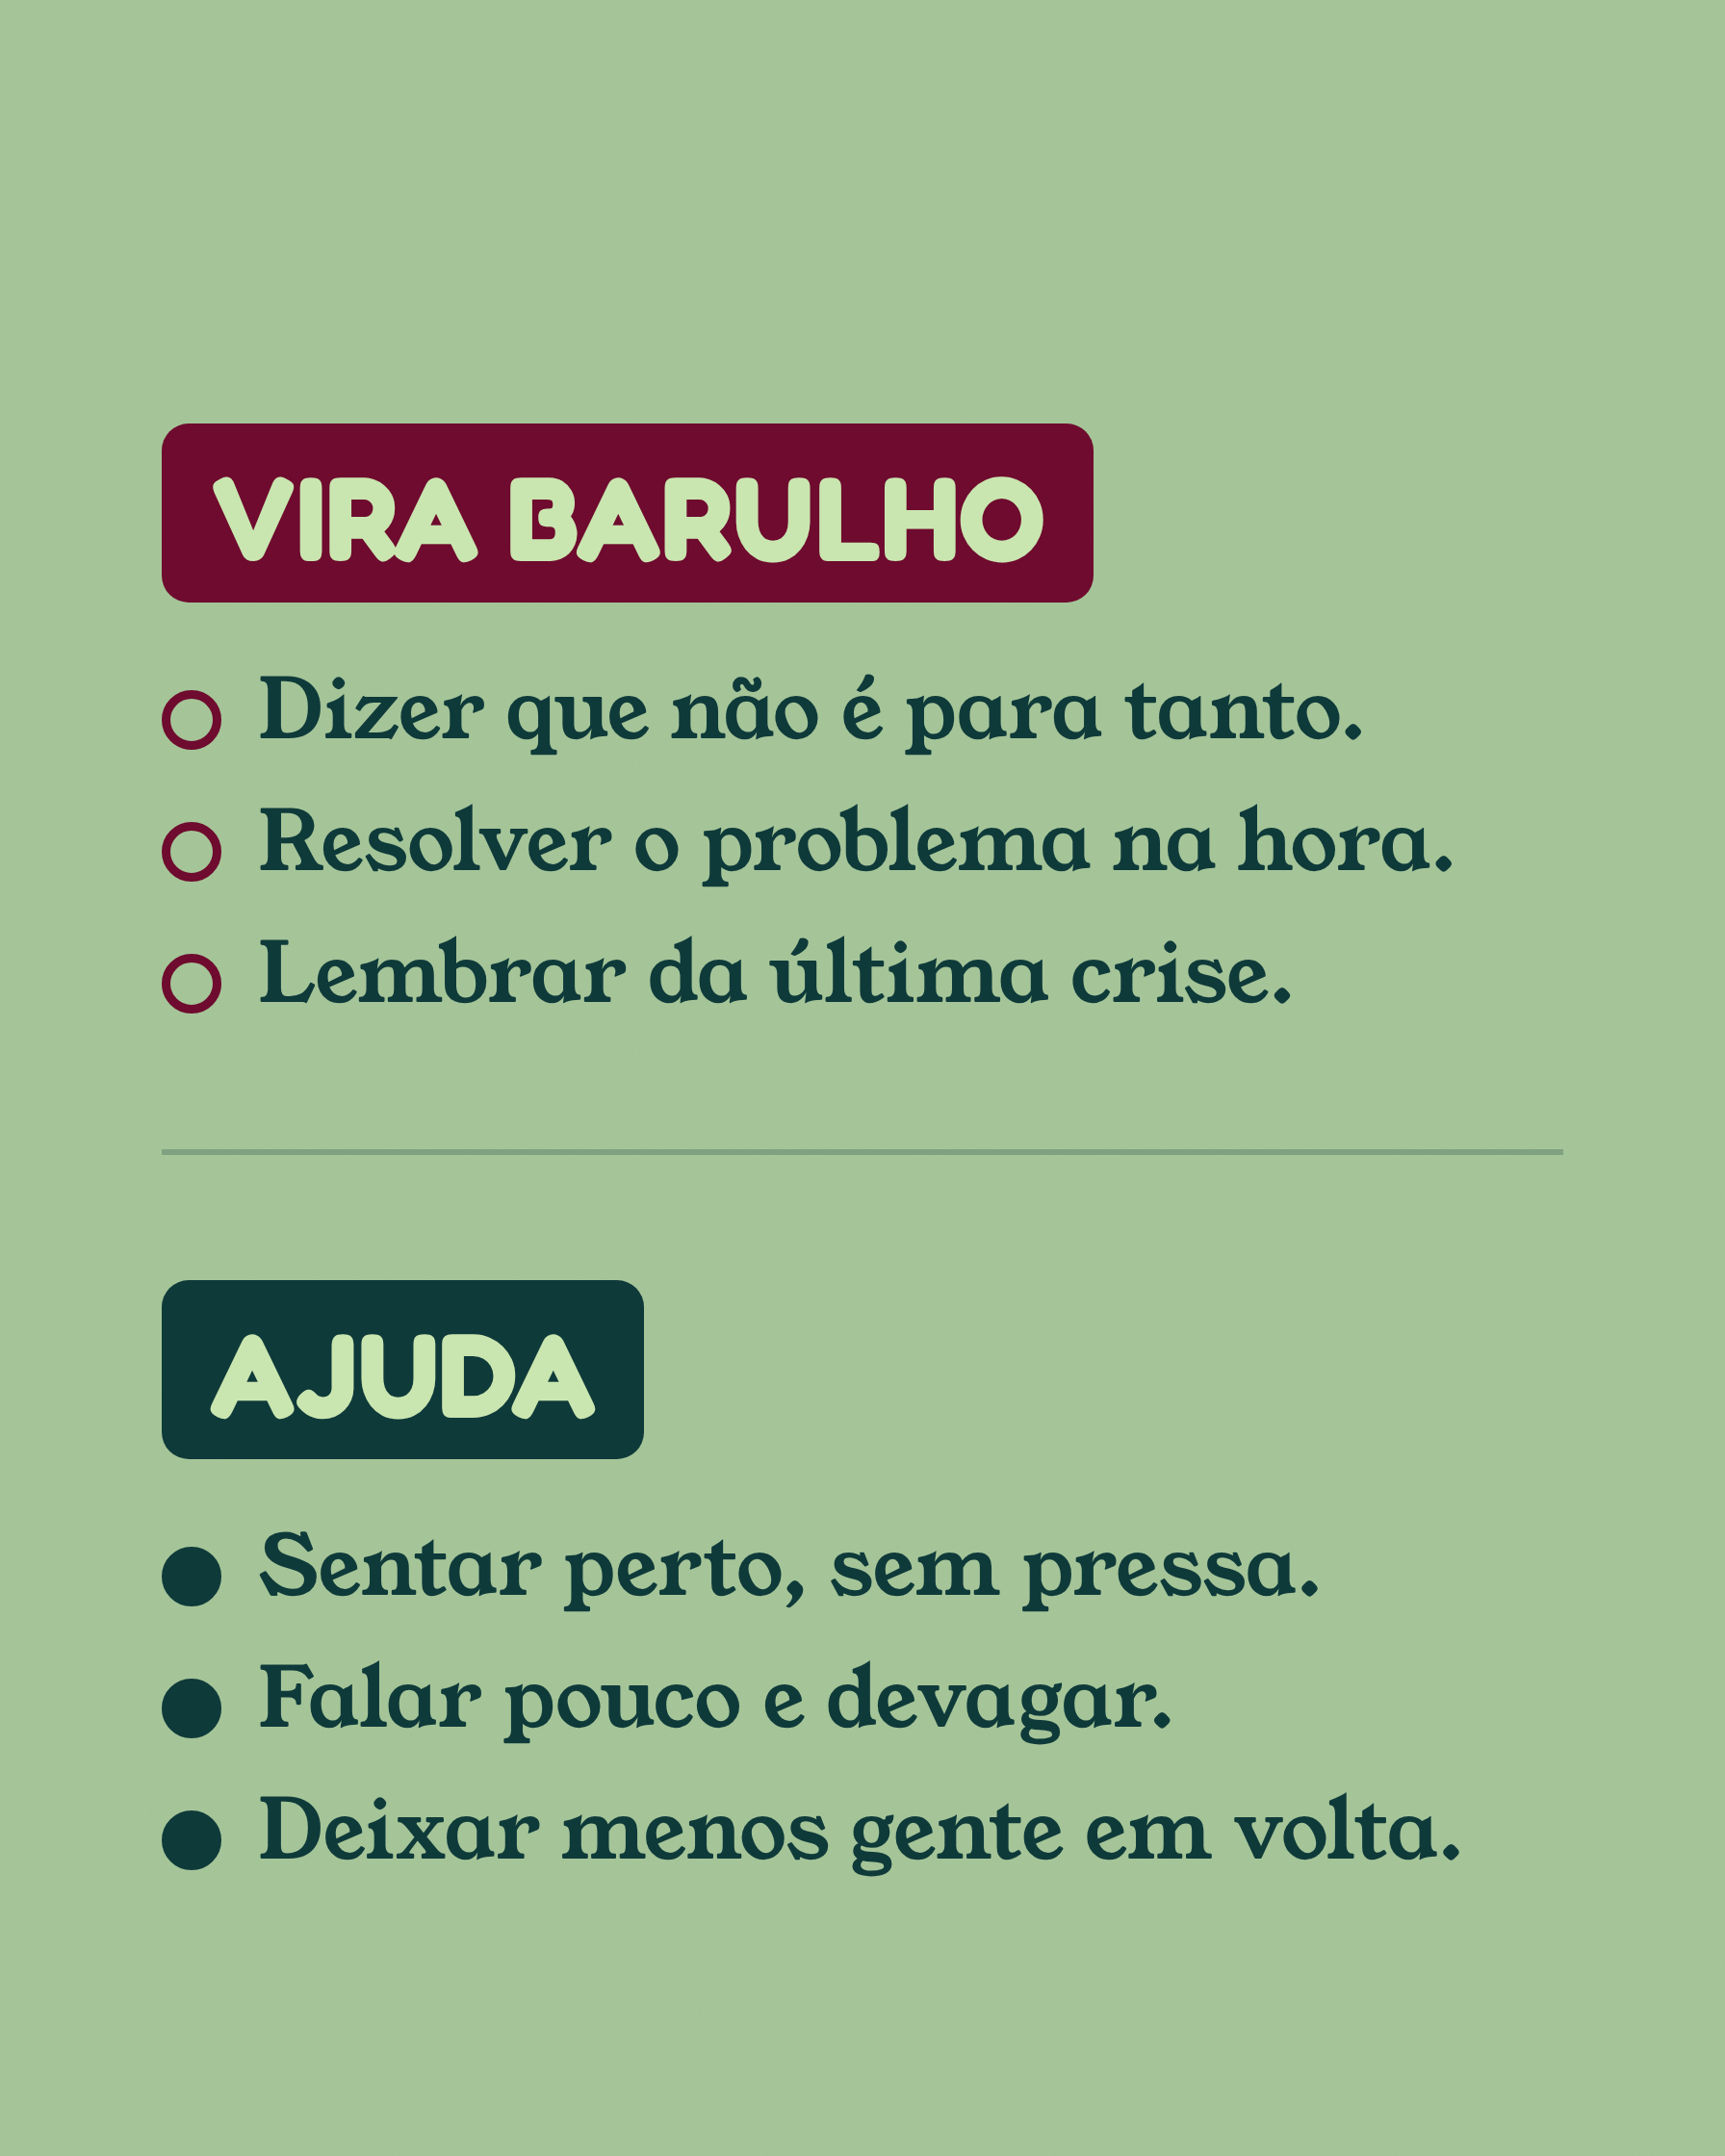 VIRA BARULHO
Dizer que não é para tanto.
Resolver o problema na hora.
Lembrar da última crise.
AJUDA
Sentar perto, sem pressa.
Falar pouco e devagar.
Deixar menos gente em volta.